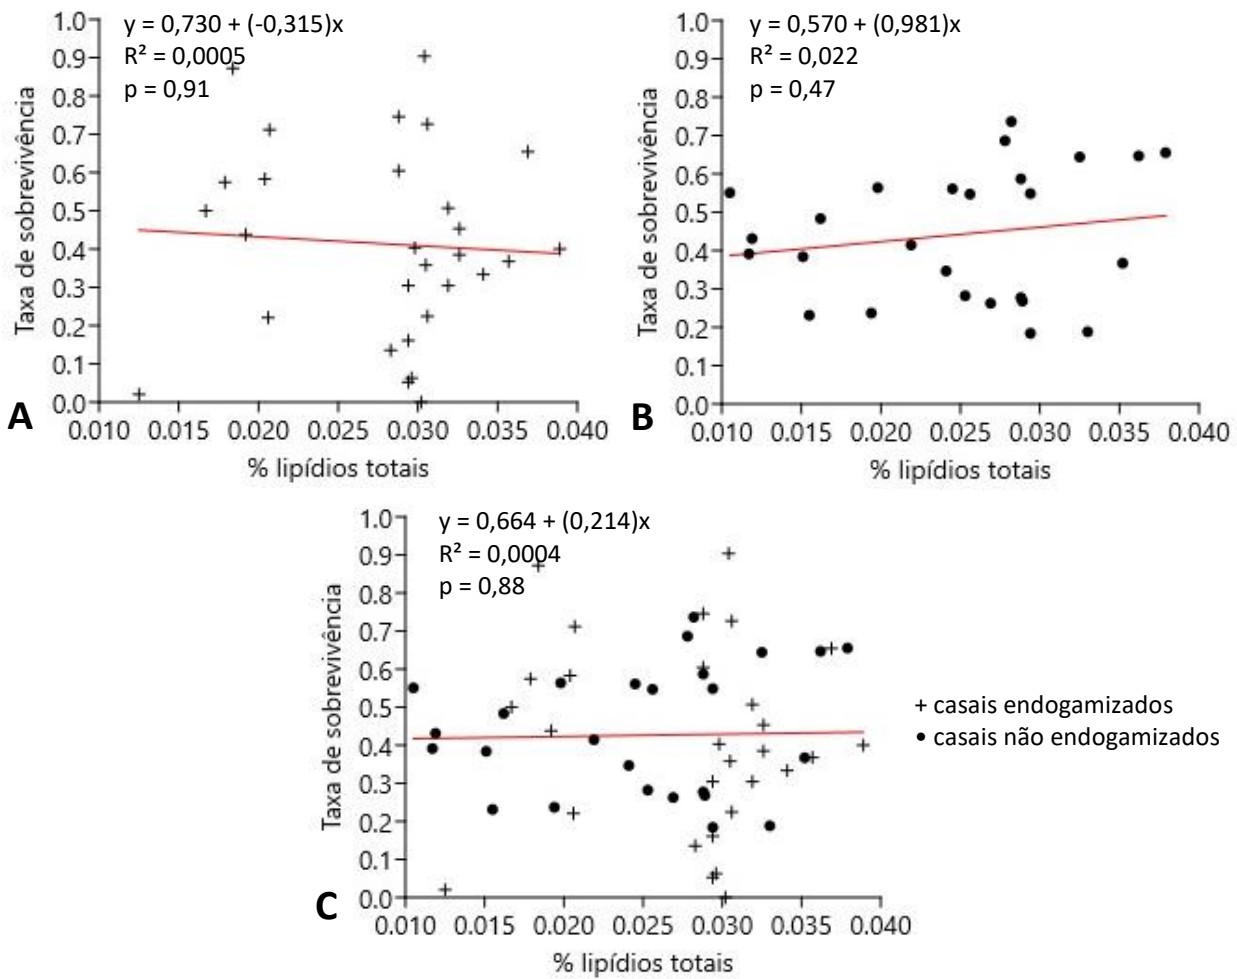 y = 0,730 + (-0,315)x
R² = 0,0005
p = 0,91
1.0
0.9
0.8
0.7
0.6
0.5
0.4
0.3
0.2
0.1
0.0
Taxa de sobrevivência
A
0.010 0.015 0.020 0.025 0.030 0.035 0.040
% lipídios totais
y = 0,570 + (0,981)x
R² = 0,022
p = 0,47
1.0
0.9
0.8
0.7
0.6
0.5
0.4
0.3
0.2
0.1
0.0
Taxa de sobrevivência
B
0.010 0.015 0.020 0.025 0.030 0.035 0.040
% lipídios totais
y = 0,664 + (0,214)x
R² = 0,0004
p = 0,88
1.0
0.9
0.8
0.7
0.6
0.5
0.4
0.3
0.2
0.1
0.0
Taxa de sobrevivência
C
0.010 0.015 0.020 0.025 0.030 0.035 0.040
% lipídios totais
+ casais endogamizados
• casais não endogamizados